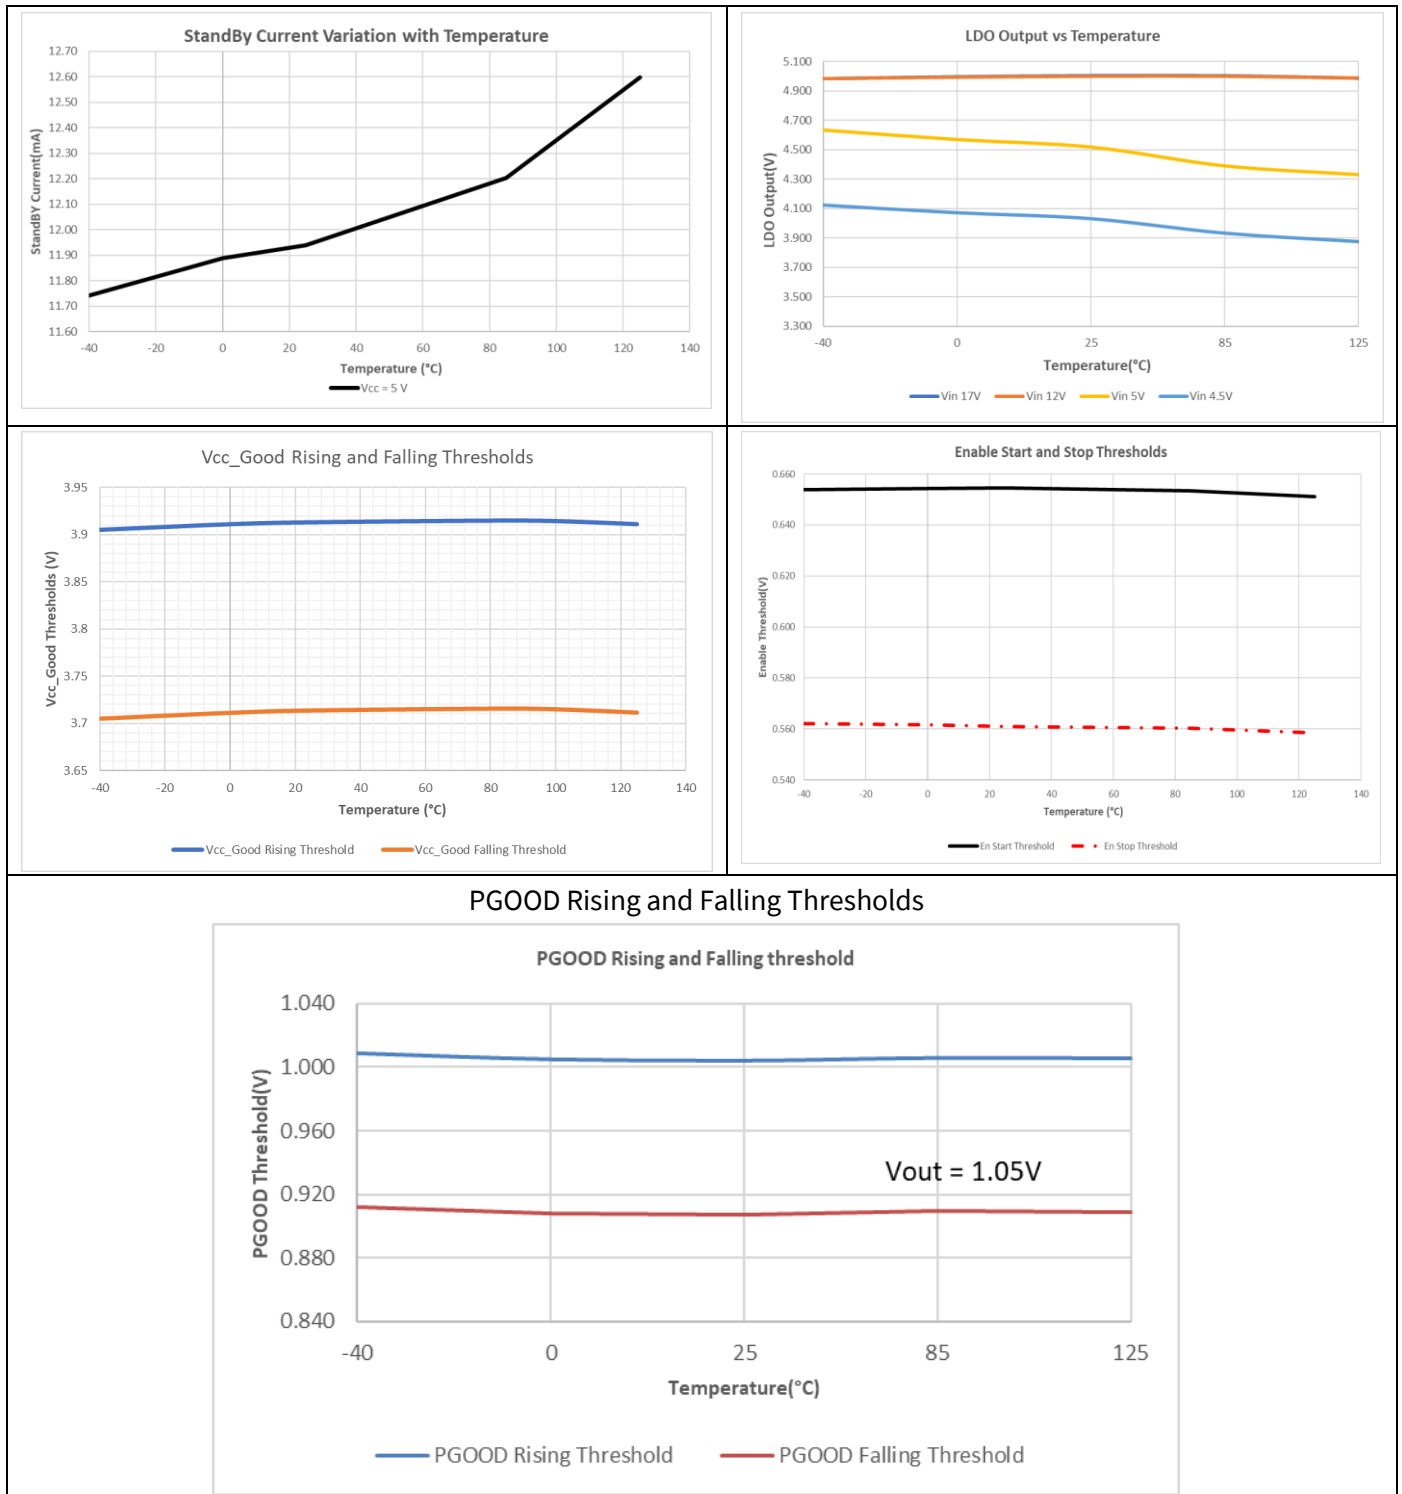 StandBy Current Variation with Temperature
12.70
12.60
12.50
12.40
12.30
12.20
12.10
12.00
11.90
11.80
11.70
11.60
StandBY Current(mA)
-40 -20 0 20 40 60 80 100 120 140
Temperature (°C)
Vcc = 5 V
LDO Output vs Temperature
5.100
4.900
4.700
4.500
4.300
4.100
3.900
3.700
3.500
3.300
LDO Output(V)
-40 0 25 85 125
Temperature(°C)
Vin 17V Vin 12V Vin 5V Vin 4.5V
Vcc_Good Rising and Falling Thresholds
3.95
3.9
3.85
3.8
3.75
3.7
3.65
Vcc_Good Thresholds (V)
-40 -20 0 20 40 60 80 100 120 140
Temperature (°C)
Vcc_Good Rising Threshold Vcc_Good Falling Threshold
Enable Start and Stop Thresholds
0.660
0.640
0.620
0.600
0.580
0.560
0.540
Enable Threshold(V)
-40 -20 0 20 40 60 80 100 120 140
Temperature (°C)
En Start Threshold En Stop Threshold
PGOOD Rising and Falling Thresholds
PGOOD Rising and Falling threshold
1.040
1.000
0.960
0.920
0.880
0.840
PGOOD Threshold(V)
Vout = 1.05V
-40 0 25 85 125
Temperature(°C)
PGOOD Rising Threshold PGOOD Falling Threshold